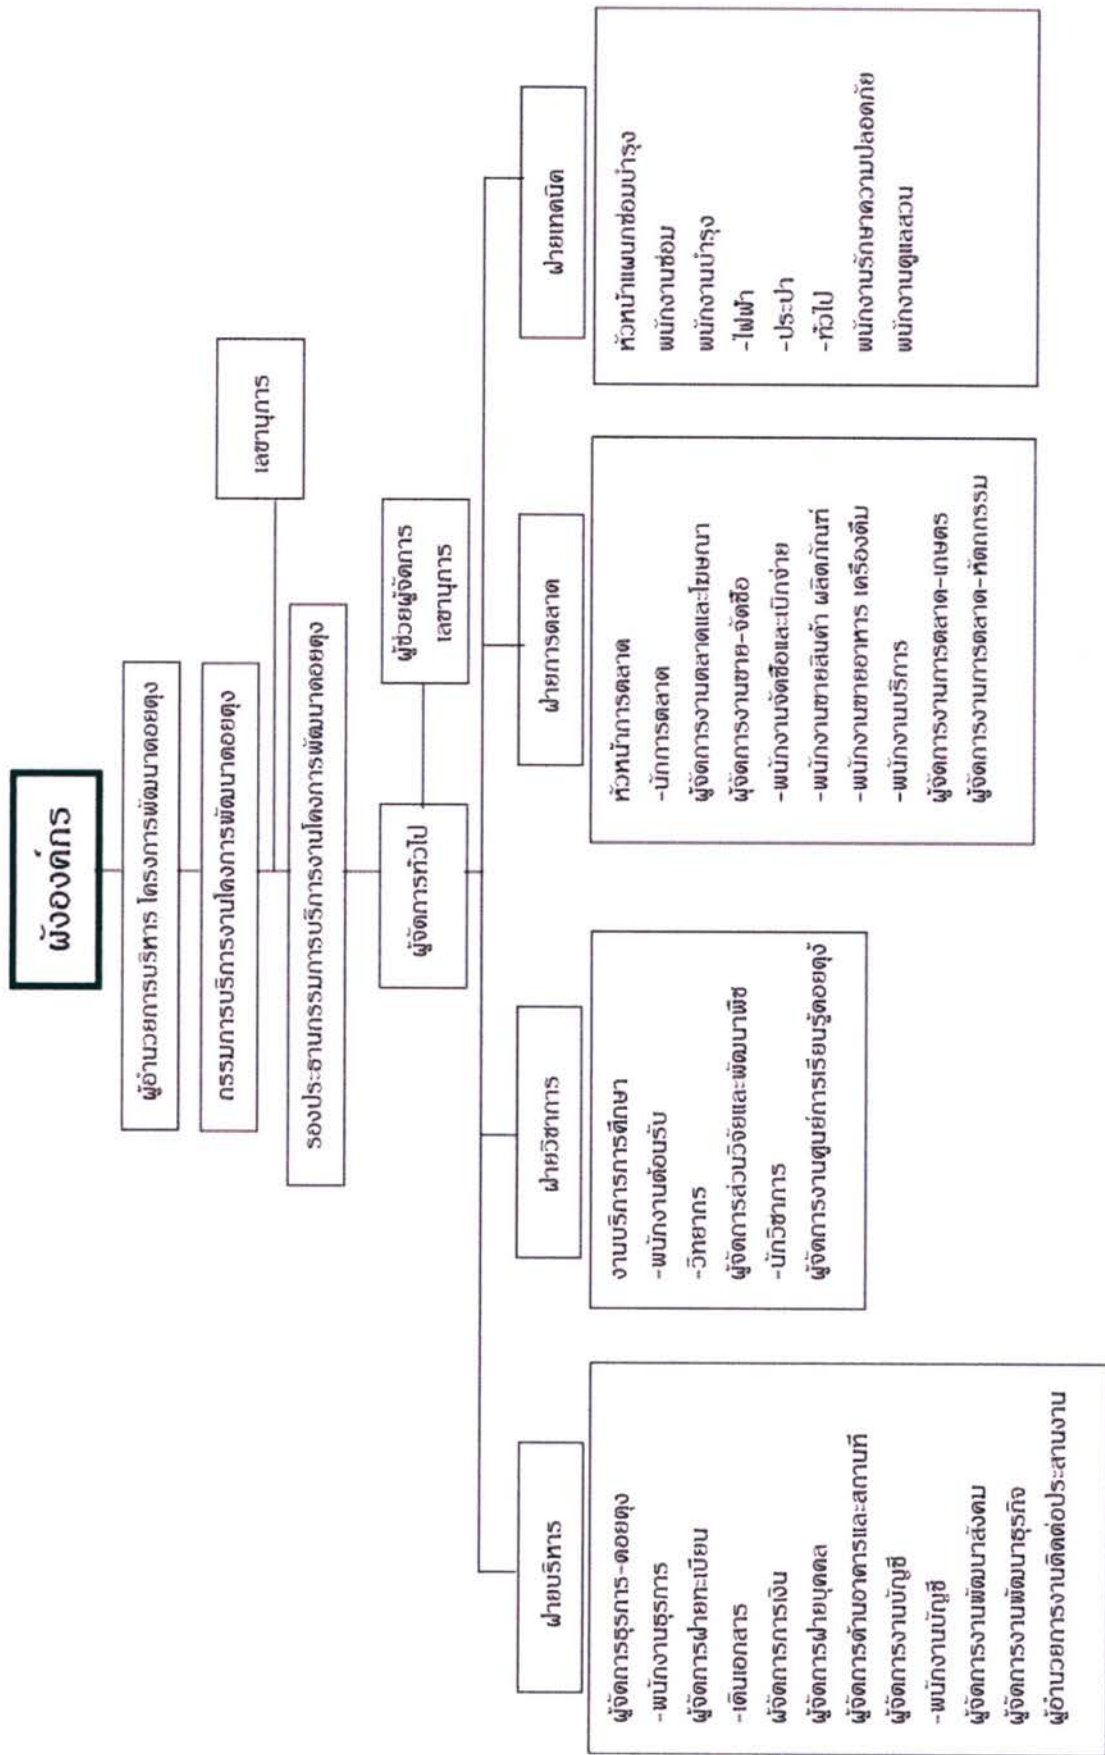 ผังองค์กร
ผู้อำนวยการบริหาร โครงการพัฒนาดอยตุง
กรรมการบริการงานโคงการพัฒนาดอยตุง
เลขานุการ
รองประธานกรรมการบริการงานโคงการพัฒนาดอยตุง
ผู้จัดการทั่วไป
ผู้ช่วยผู้จัดการ
เลขานุการ
ฝ่ายบริหาร
ผู้จัดการธุรการ-ดอยตุง
-พนักงานธุรการ
ผู้จัดการฝ่ายทะเบียน
-เดินเอกสาร
ผู้จัดการการเงิน
ผู้จัดการฝ่ายบุคคล
ผู้จัดการด้านอาคารและสถานที่
ผู้จัดการงานบัญชี
-พนักงานบัญชี
ผู้จัดการงานพัฒนาสังคม
ผู้จัดการงานพัฒนาธุรกิจ
ผู้อำนวยการงานติดต่อประสานงาน
ฝ่ายวิชาการ
งานบริการการศึกษา
-พนักงานต้อนรับ
-วิทยากร
ผู้จัดการส่วนวิจัยและพัฒนาพืช
-นักวิชาการ
ผู้จัดการงานศูนย์การเรียนรู้ดอยตุง
ฝ่ายการตลาด
หัวหน้าการตลาด
-นักการตลาด
ผู้จัดการงานตลาดและโฆษณา
ผุ้จัดการงานขาย-จัดซื้อ
-พนักงานจัดซื้อและเบิกจ่าย
-พนักงานขายสินค้า ผลิตภัณฑ์
-พนักงานขายอาหาร เครื่องดื่ม
-พนักงานบริการ
ผู้จัดการงานการตลาด-เกษตร
ผู้จัดการงานการตลาด-หัตถกรรม
ฝ่ายเทคนิค
หัวหน้าแผนกซ่อมบำรุง
พนักงานซ่อม
พนักงานบำรุง
-ไฟฟ้า
-ประปา
-ทั่วไป
พนักงานรักษาความปลอดภัย
พนักงานดูแลสวน